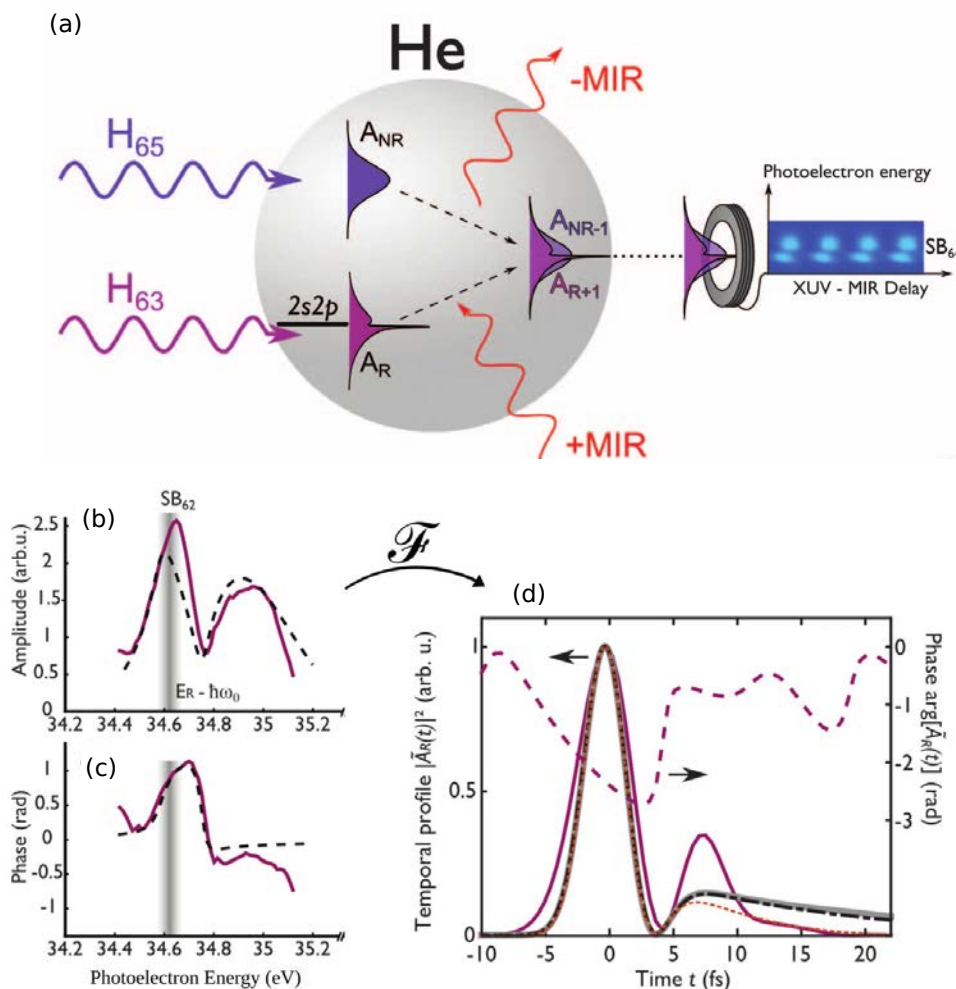 (a)
He
-MIR
H65
ANR
Photoelectron energy
ANR-1
SB6
H63
2s2p
AR+1
XUV - MIR Delay
AR
+MIR
SB62
(b)
Amplitude (arb.u.)
2.5
2
1.5
1
0.5
0
ER - ħω0
34.2 34.4 34.6 34.8 35 35.2
ℱ
(c)
Phase (rad)
1
0.5
0
-0.5
-1
34.2 34.4 34.6 34.8 35 35.2
Photoelectron Energy (eV)
(d)
Temporal profile |ÃR(t)|² (arb. u.)
1
0.5
0
0
-1
-2
-3
Phase arg[ÃR(t)] (rad)
-10 -5 0 5 10 15 20
Time t (fs)